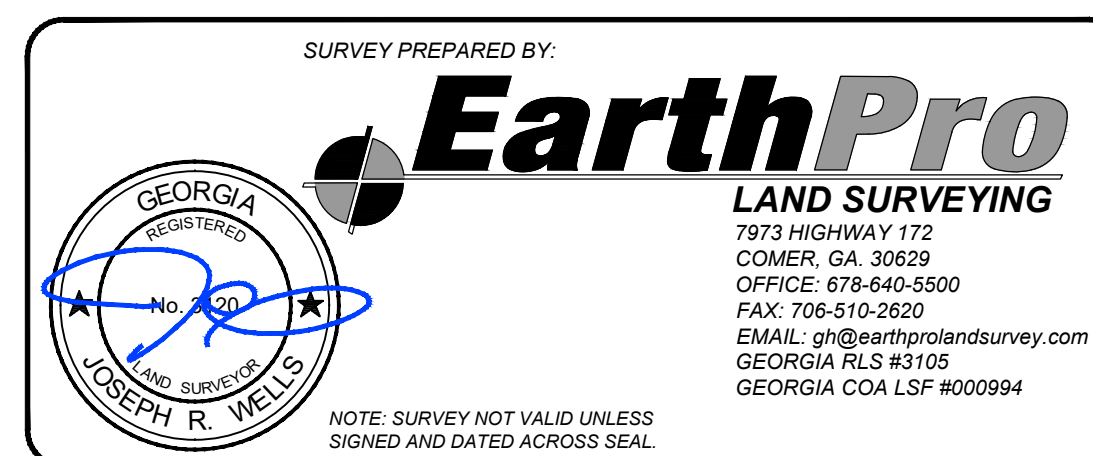 SURVEY PREPARED BY:
EarthPro
LAND SURVEYING
7973 HIGHWAY 172
COMER, GA. 30629
OFFICE: 678-640-5500
FAX: 706-510-2620
EMAIL: gh@earthprolandsurvey.com
GEORGIA RLS #3105
GEORGIA COA LSF #000994
GEORGIA
REGISTERED
No. 3120
LAND SURVEYOR
JOSEPH R. WELLS
NOTE: SURVEY NOT VALID UNLESS
SIGNED AND DATED ACROSS SEAL.